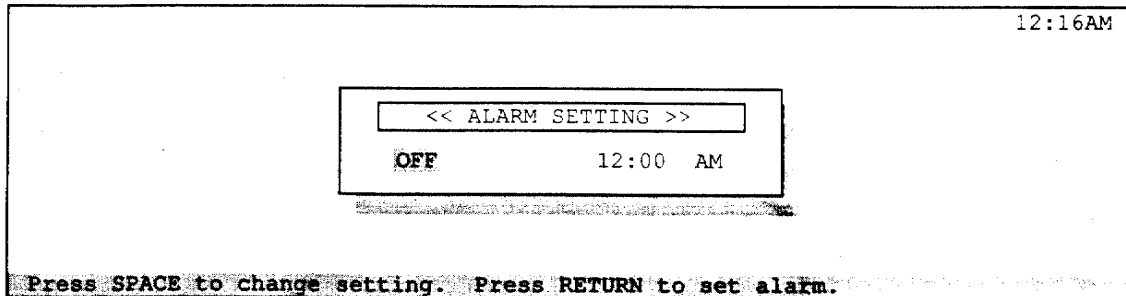 12:16AM
<< ALARM SETTING >>
OFF 12:00 AM
Press SPACE to change setting. Press RETURN to set alarm.